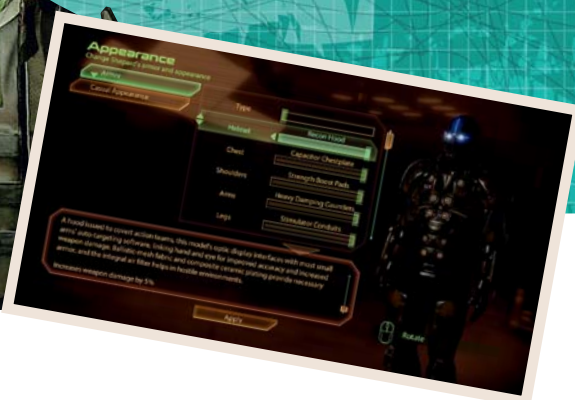 Appearance
Change Shepard's armor and appearance
Armor
Casual Appearance
Type
Helmet
Recon Hood
Chest
Capacitor Chestplate
Shoulders
Strength Boost Pads
Arms
Heavy Damping Gauntlets
Legs
Stimulator Conduits
A hood issued to covert action teams, this model's optic display interfaces with most small
arms' auto-targeting software, linking hand and eye for improved accuracy and increased
weapon damage. Ballistic mesh fabric and composite ceramic plating provide necessary
armor, and the integral air filter helps in hostile environments.
Increases weapon damage by 5%.
Apply
Rotate